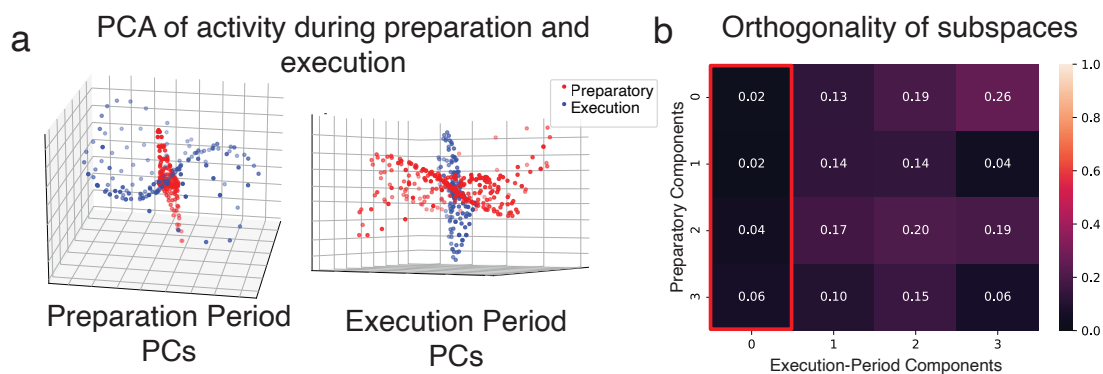 a
PCA of activity during preparation and
execution
Preparatory
Execution
Preparation Period
PCs
Execution Period
PCs
b
Orthogonality of subspaces
Preparatory Components
0
1
2
3
0.02 0.13 0.19 0.26
0.02 0.14 0.14 0.04
0.04 0.17 0.20 0.19
0.06 0.10 0.15 0.06
0 1 2 3
Execution-Period Components
1.0
0.8
0.6
0.4
0.2
0.0